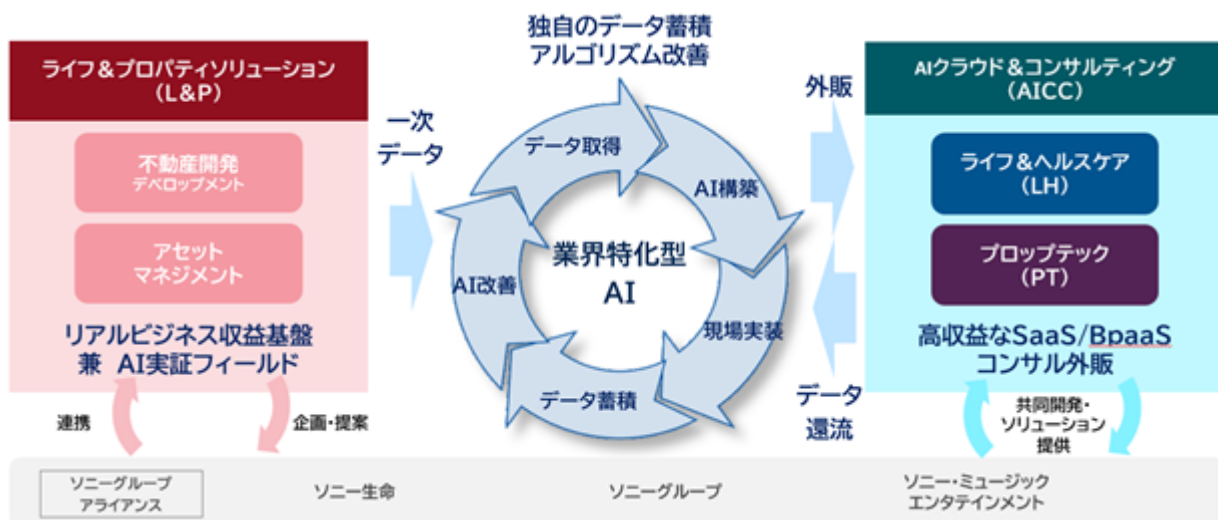 独自のデータ蓄積
アルゴリズム改善
ライフ&プロパティソリューション
(L&P)
不動産開発
デベロップメント
アセット
マネジメント
リアルビジネス収益基盤
兼 AI実証フィールド
一次
データ
データ取得
AI構築
現場実装
データ蓄積
AI改善
業界特化型
AI
外販
データ
還流
AIクラウド&コンサルティング
(AICC)
ライフ&ヘルスケア
(LH)
プロップテック
(PT)
高収益なSaaS/BpaaS
コンサル外販
連携
企画・提案
共同開発・
ソリューション
提供
ソニーグループ
アライアンス
ソニー生命
ソニーグループ
ソニー・ミュージック
エンタテインメント